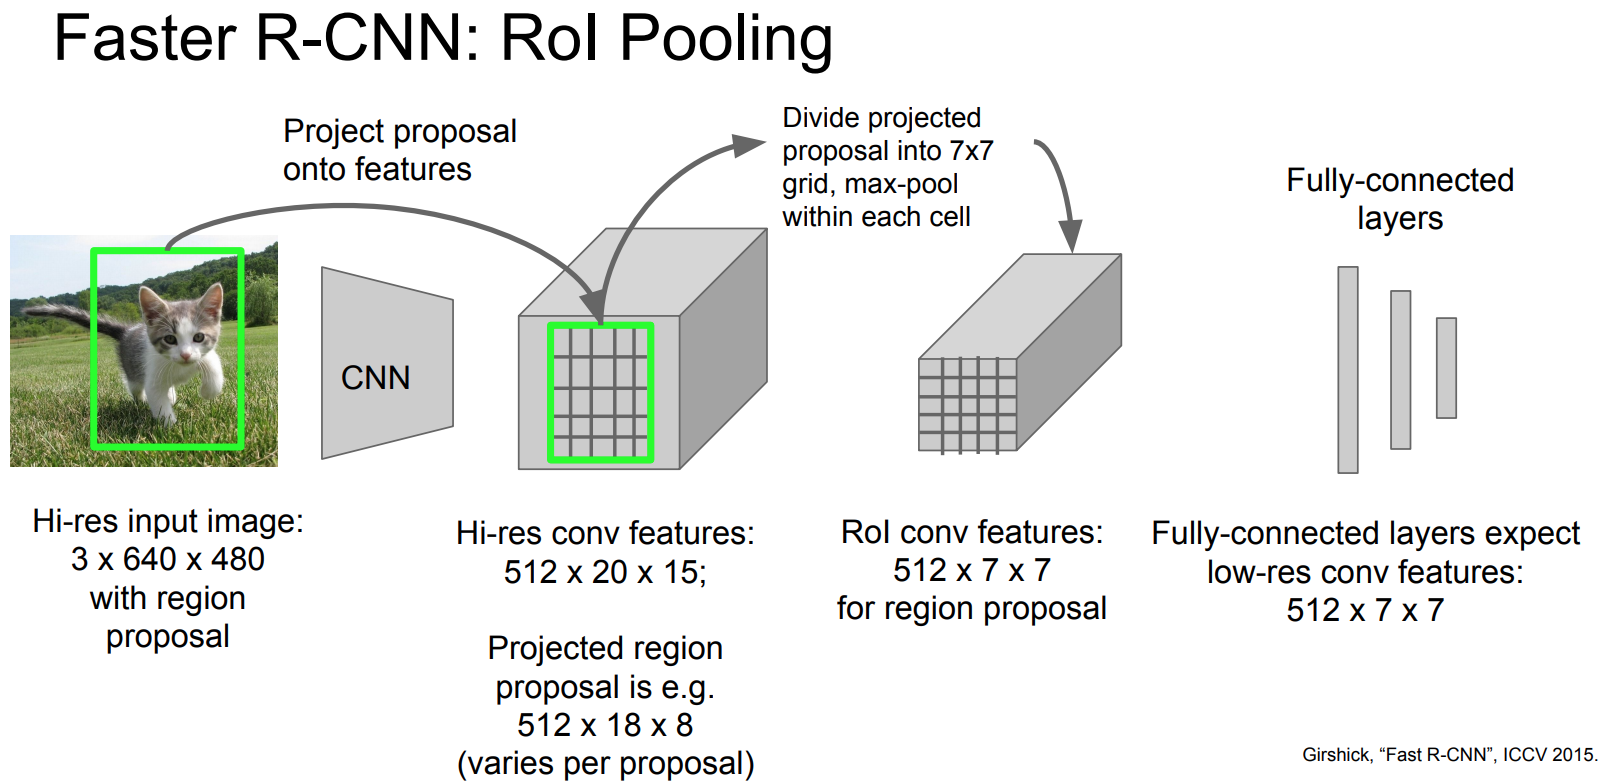 Faster R-CNN: RoI Pooling
Project proposal
onto features
Divide projected
proposal into 7x7
grid, max-pool
within each cell
Fully-connected
layers
CNN
Hi-res input image:
3 x 640 x 480
with region
proposal
Hi-res conv features:
512 x 20 x 15;
Projected region
proposal is e.g.
512 x 18 x 8
(varies per proposal)
RoI conv features:
512 x 7 x 7
for region proposal
Fully-connected layers expect
low-res conv features:
512 x 7 x 7
Girshick, “Fast R-CNN”, ICCV 2015.